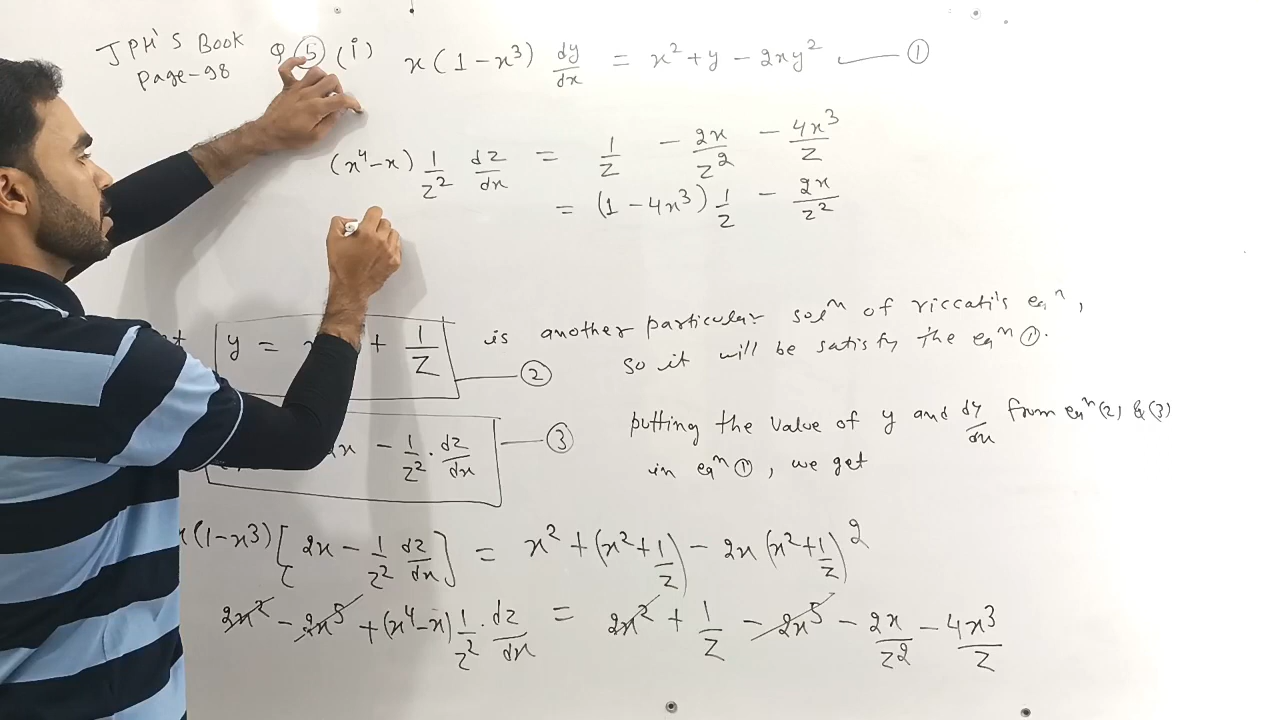 JPH'S Book Q (5) (i) x(1-x³) dy/dx = x²+y-2xy² — ①
Page-98
(x⁴-x) 1/z² dz/dx = 1/z - 2x/z² - 4x³/z
= (1-4x³) 1/z - 2x/z²
y = + 1/z — ② is another particular solⁿ of riccati's eqⁿ,
so it will be satisfy the eqⁿ ①.
x - 1/z² . dz/dx — ③ putting the value of y and dy/dx from eqⁿ(2) & (3)
in eqⁿ ①, we get
x(1-x³)[2x - 1/z² dz/dx] = x²+(x²+1/z) - 2x(x²+1/z)²
2x² - 2x⁵ + (x⁴-x) 1/z² . dz/dx = 2x² + 1/z - 2x⁵ - 2x/z² - 4x³/z